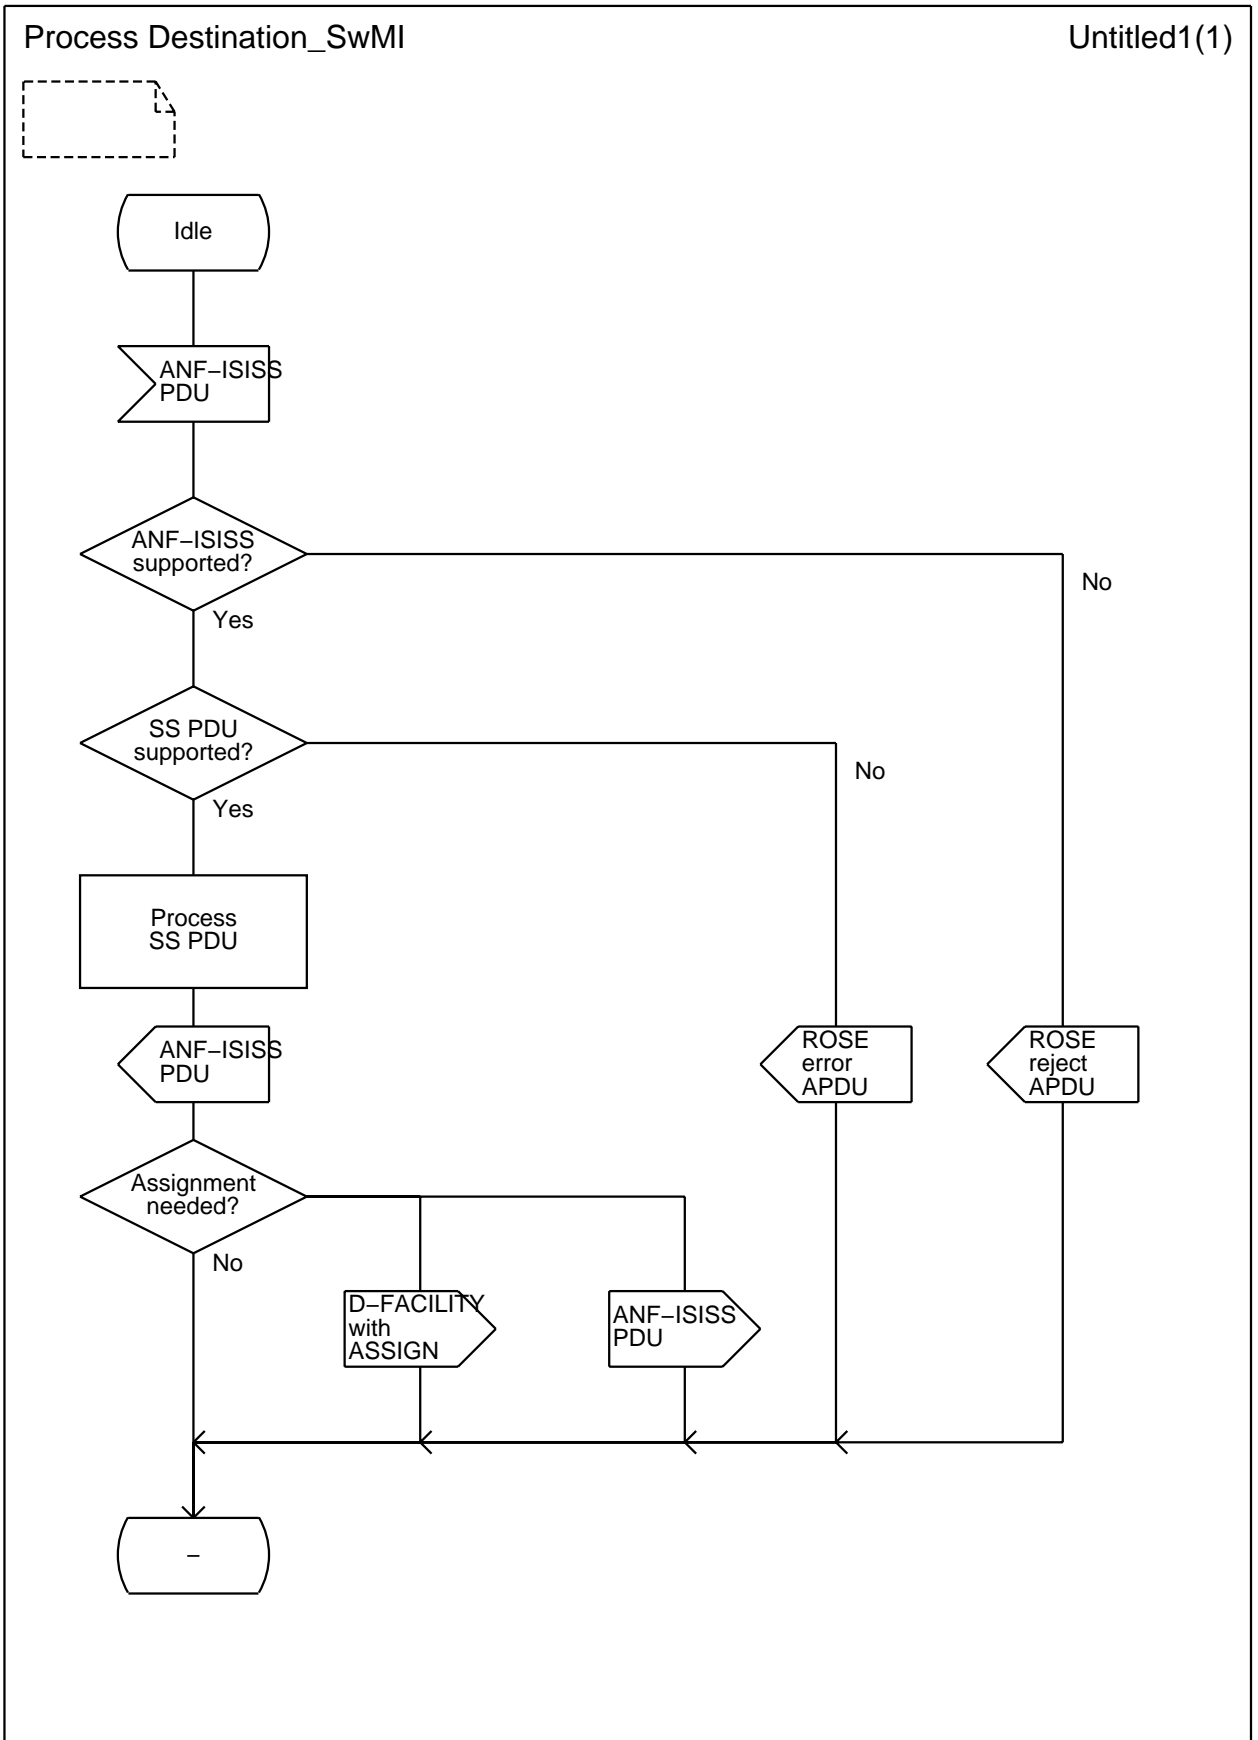 Process Destination_SwMI
Untitled1(1)
Idle
ANF−ISISS
PDU
ANF−ISISS
supported?
No
Yes
SS PDU
supported?
No
Yes
Process
SS PDU
ANF−ISISS
PDU
ROSE
error
APDU
ROSE
reject
APDU
Assignment
needed?
No
D−FACILITY
with
ASSIGN
ANF−ISISS
PDU
−